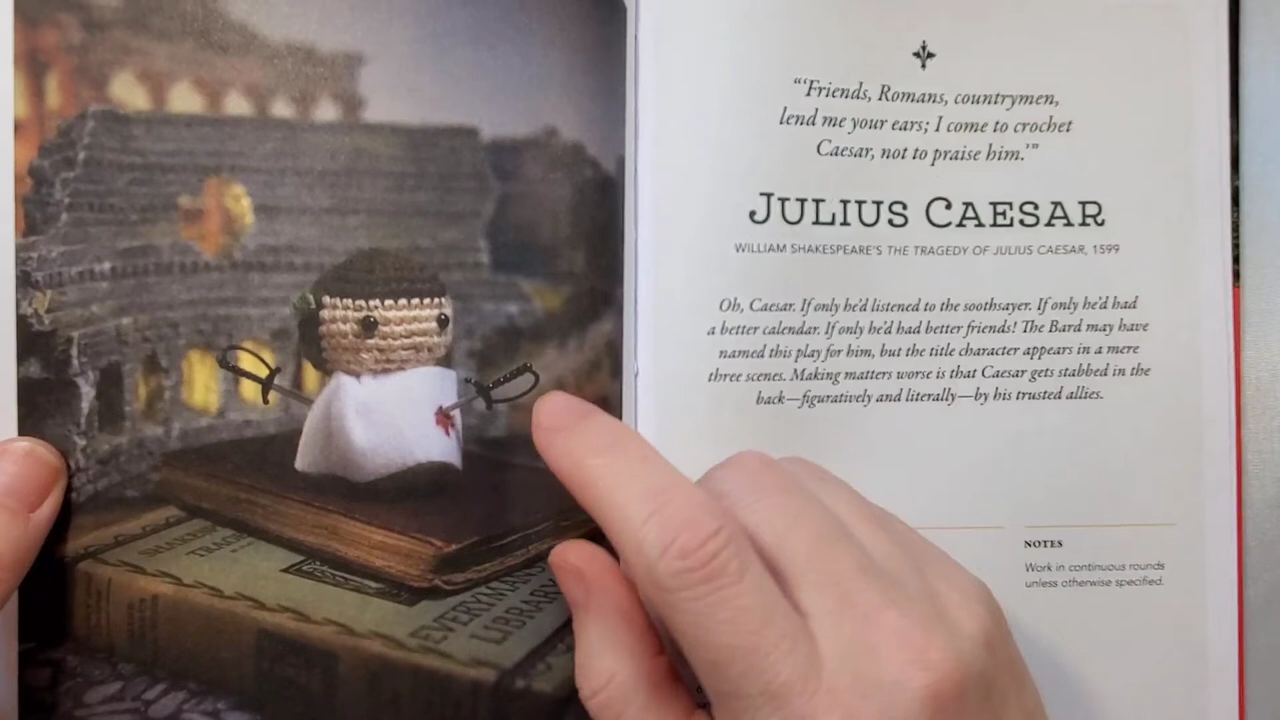 “‘Friends, Romans, countrymen,
lend me your ears; I come to crochet
Caesar, not to praise him.’”
JULIUS CAESAR
WILLIAM SHAKESPEARE'S THE TRAGEDY OF JULIUS CAESAR, 1599
Oh, Caesar. If only he'd listened to the soothsayer. If only he'd had
a better calendar. If only he'd had better friends! The Bard may have
named this play for him, but the title character appears in a mere
three scenes. Making matters worse is that Caesar gets stabbed in the
back—figuratively and literally—by his trusted allies.
NOTES
Work in continuous rounds
unless otherwise specified.
EVERYMAN'S
LIBRARY